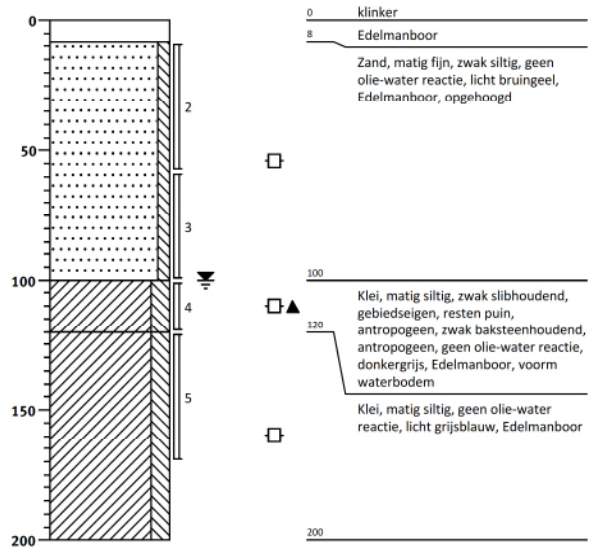 0
50
100
150
200
2
3
4
5
0 klinker
8 Edelmanboor
Zand, matig fijn, zwak siltig, geen
olie-water reactie, licht bruingeel,
Edelmanboor, opgehoogd
100
Klei, matig siltig, zwak slibhoudend,
gebiedseigen, resten puin,
antropogeen, zwak baksteenhoudend,
antropogeen, geen olie-water reactie,
donkergrijs, Edelmanboor, voorm
waterbodem
120
Klei, matig siltig, geen olie-water
reactie, licht grijsblauw, Edelmanboor
200